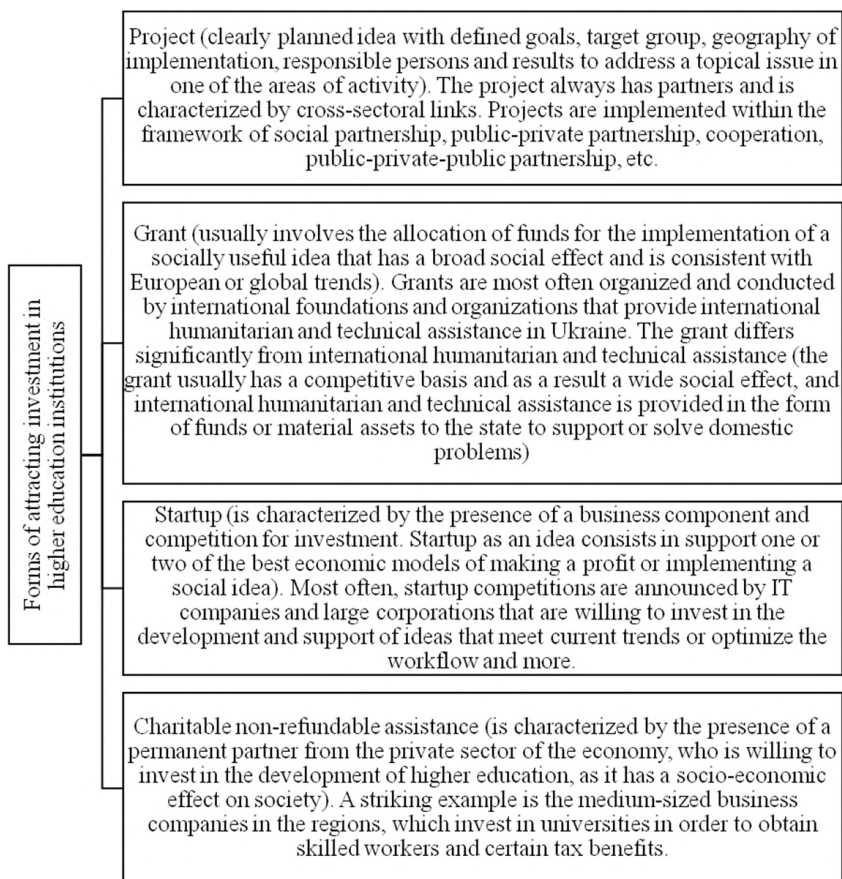 Forms of attracting investment in
higher education institutions
Project (clearly planned idea with defined goals, target group, geography of
implementation, responsible persons and results to address a topical issue in
one of the areas of activity). The project always has partners and is
characterized by cross-sectoral links. Projects are implemented within the
framework of social partnership, public-private partnership, cooperation,
public-private-public partnership, etc.
Grant (usually involves the allocation of funds for the implementation of a
socially useful idea that has a broad social effect and is consistent with
European or global trends). Grants are most often organized and conducted
by international foundations and organizations that provide international
humanitarian and technical assistance in Ukraine. The grant differs
significantly from international humanitarian and technical assistance (the
grant usually has a competitive basis and as a result a wide social effect, and
international humanitarian and technical assistance is provided in the form
of funds or material assets to the state to support or solve domestic
problems)
Startup (is characterized by the presence of a business component and
competition for investment. Startup as an idea consists in support one or
two of the best economic models of making a profit or implementing a
social idea). Most often, startup competitions are announced by IT
companies and large corporations that are willing to invest in the
development and support of ideas that meet current trends or optimize the
workflow and more.
Charitable non-refundable assistance (is characterized by the presence of a
permanent partner from the private sector of the economy, who is willing to
invest in the development of higher education, as it has a socio-economic
effect on society). A striking example is the medium-sized business
companies in the regions, which invest in universities in order to obtain
skilled workers and certain tax benefits.